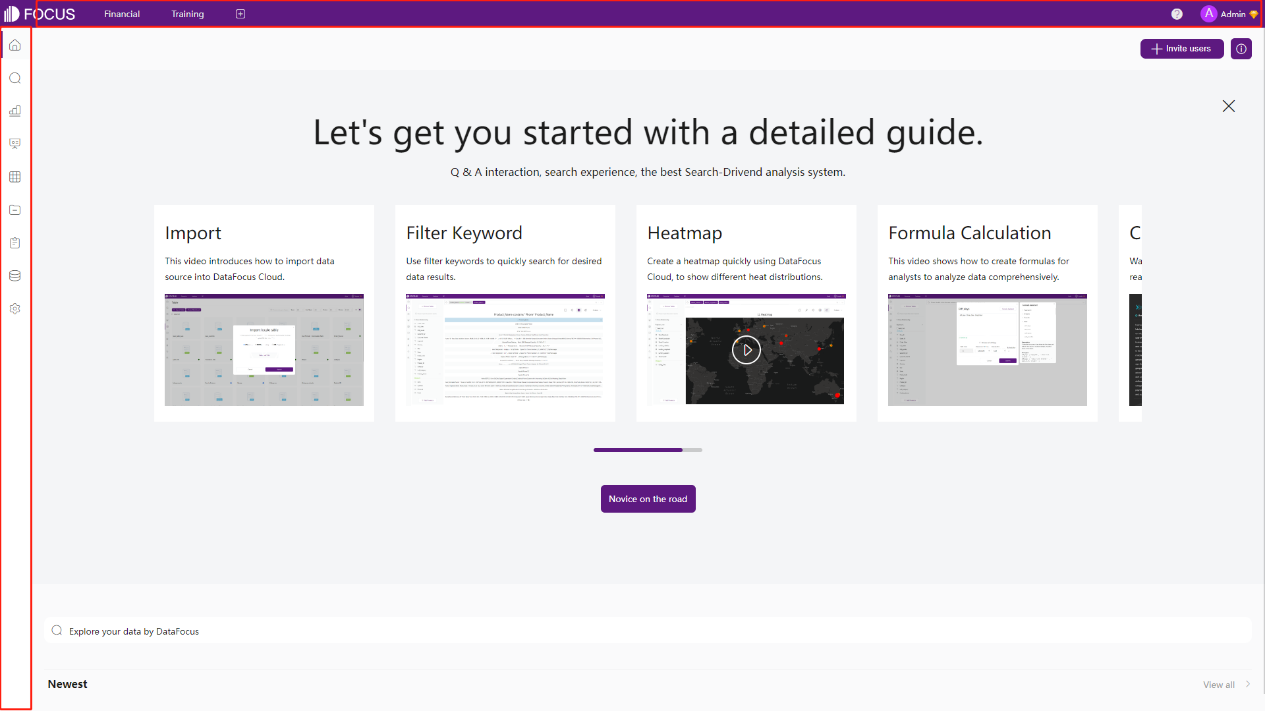 FOCUS Financial Training ? A Admin
Invite users
Let's get you started with a detailed guide.
Q & A interaction, search experience, the best Search-Drivend analysis system.
Import
This video introduces how to import data
source into DataFocus Cloud.
Filter Keyword
Use filter keywords to quickly search for desired
data results.
Heatmap
Create a heatmap quickly using DataFocus
Cloud, to show different heat distributions.
Formula Calculation
This video shows how to create formulas for
analysts to analyze data comprehensively.
C
Wa
rea
Novice on the road
Explore your data by DataFocus
Newest
View all